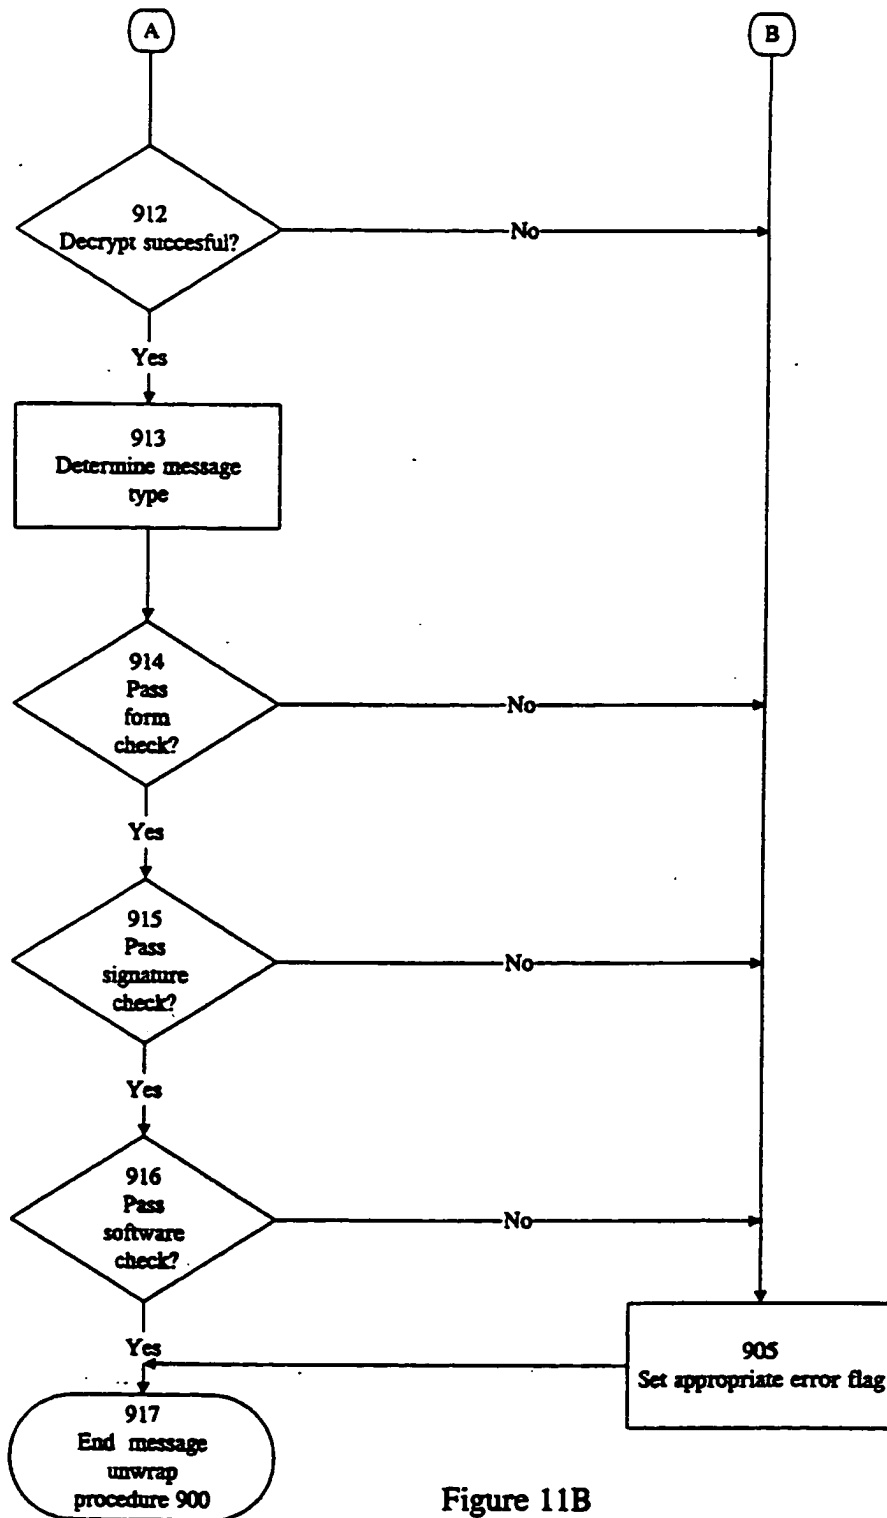 A
B
912
Decrypt succesful?
No
Yes
913
Determine message
type
914
Pass
form
check?
No
Yes
915
Pass
signature
check?
No
Yes
916
Pass
software
check?
No
Yes
905
Set appropriate error flag
917
End message
unwrap
procedure 900
Figure 11B